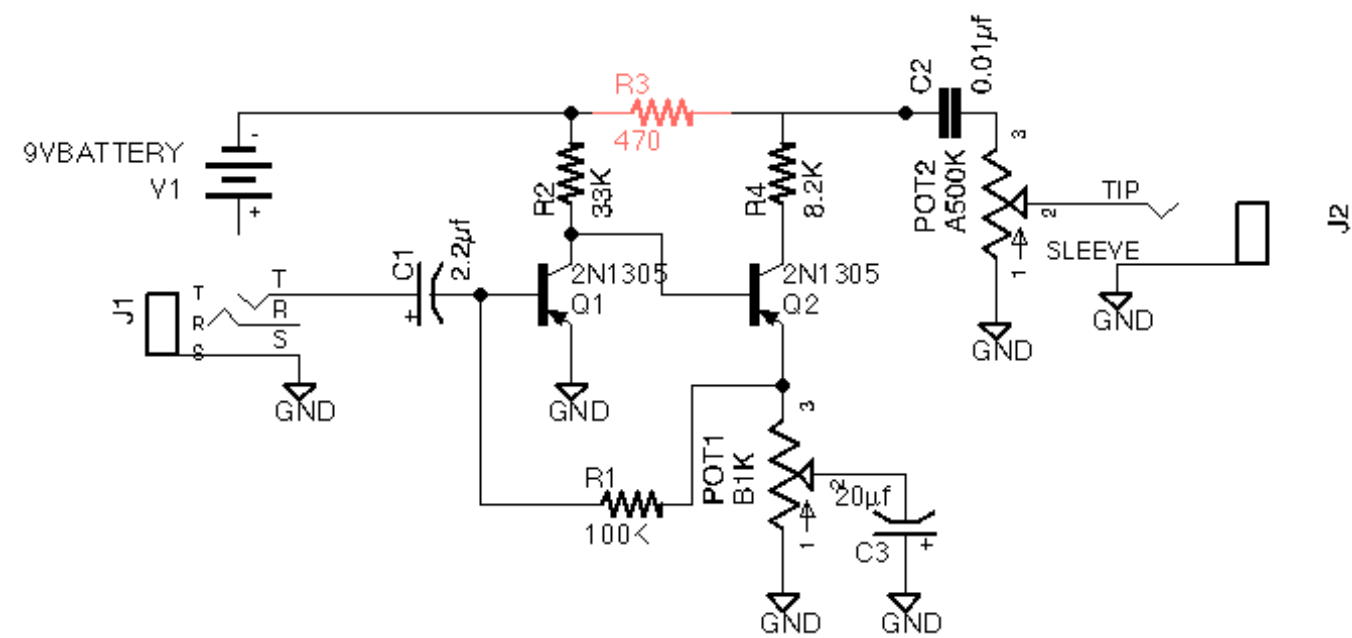 R3
470
C2
0.01µf
9VBATTERY
V1
-
+
R2
33K
R4
8.2K
POT2
A500K
3
2
1
TIP
SLEEVE
J2
GND
GND
J1
T
R
S
T
R
S
GND
C1
2.2µf
+
2N1305
Q1
GND
2N1305
Q2
R1
100K
POT1
B1K
3
2
1
20µf
C3
+
GND
GND